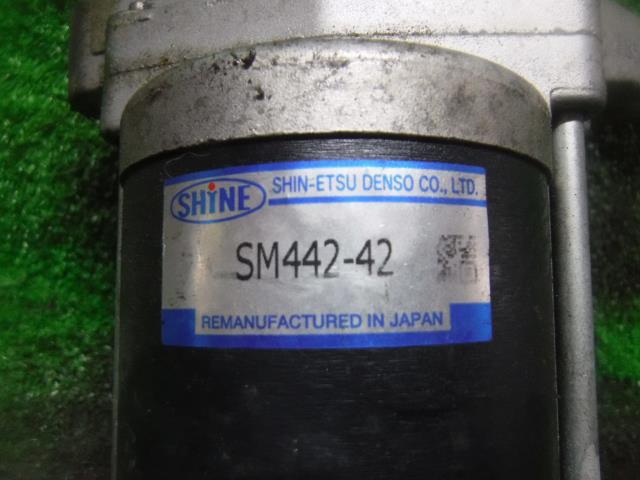 SHiNE
SHIN-ETSU DENSO CO., LTD.
SM442-42
REMANUFACTURED IN JAPAN